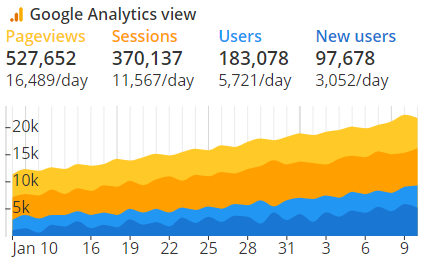 Google Analytics view
Pageviews Sessions Users New users
527,652 370,137 183,078 97,678
16,489/day 11,567/day 5,721/day 3,052/day
20k
15k
10k
5k
Jan 10 16 19 22 25 28 31 3 6 9